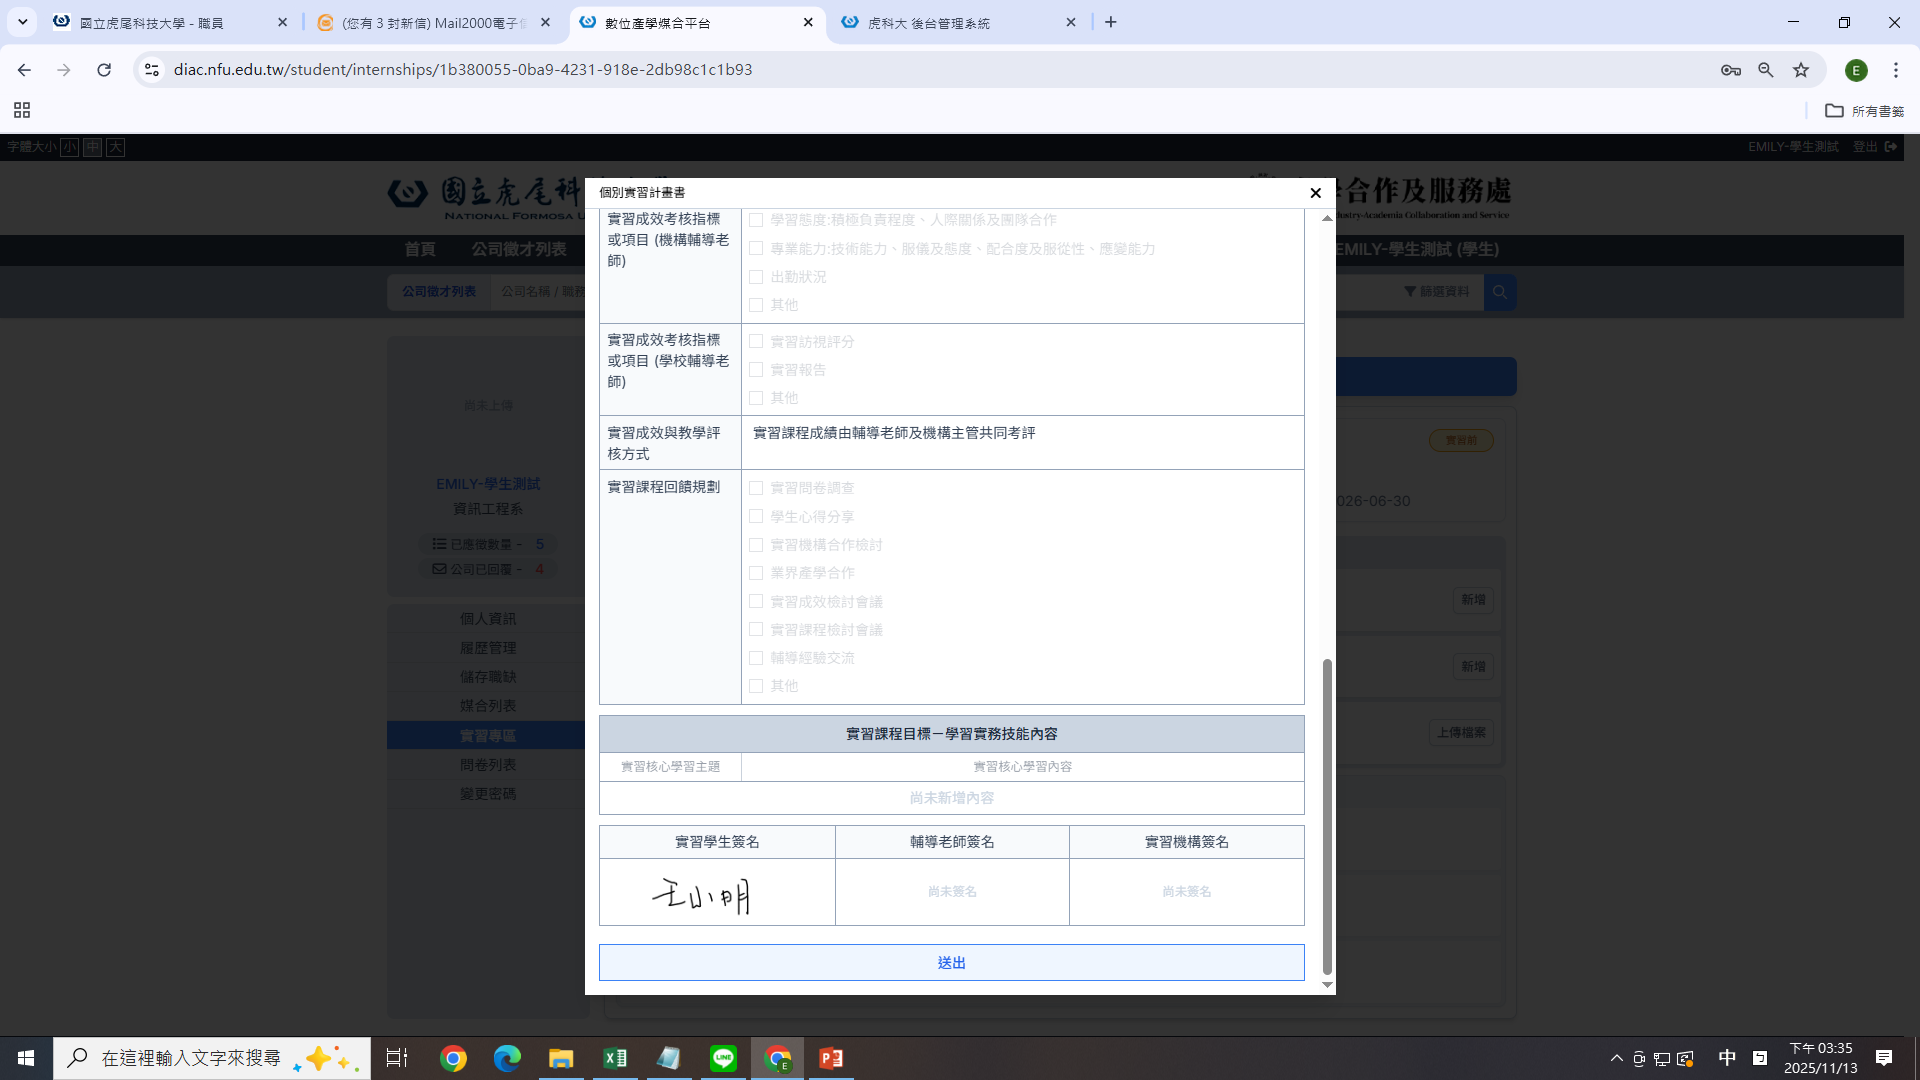 國立虎尾科技大學 - 職員
(您有 3 封新信) Mail2000電子信
數位產學媒合平台
虎科大 後台管理系統
diac.nfu.edu.tw/student/internships/1b380055-0ba9-4231-918e-2db98c1c1b93
E
所有書籤
字體大小 小 中 大
EMILY-學生測試 登出
國立虎尾科
NATIONAL FORMOSA U
學合作及服務處
Industry-Academia Collaboration and Service
首頁 公司徵才列表
EMILY-學生測試 (學生)
公司徵才列表 公司名稱 / 職務
篩選資料
尚未上傳
EMILY-學生測試
資訊工程系
已應徵數量 - 5
公司已回覆 - 4
個人資訊
履歷管理
儲存職缺
媒合列表
實習專區
問卷列表
變更密碼
個別實習計畫書
實習成效考核指標或項目 (機構輔導老師)
學習態度:積極負責程度、人際關係及團隊合作
專業能力:技術能力、服儀及態度、配合度及服從性、應變能力
出勤狀況
其他
實習成效考核指標或項目 (學校輔導老師)
實習訪視評分
實習報告
其他
實習成效與教學評核方式
實習課程成績由輔導老師及機構主管共同考評
實習課程回饋規劃
實習問卷調查
學生心得分享
實習機構合作檢討
業界產學合作
實習成效檢討會議
實習課程檢討會議
輔導經驗交流
其他
實習課程目標－學習實務技能內容
實習核心學習主題 實習核心學習內容
尚未新增內容
實習學生簽名 輔導老師簽名 實習機構簽名
王小明 尚未簽名 尚未簽名
送出
實習前
2026-06-30
新增
新增
上傳檔案
在這裡輸入文字來搜尋
中
下午 03:35
2025/11/13